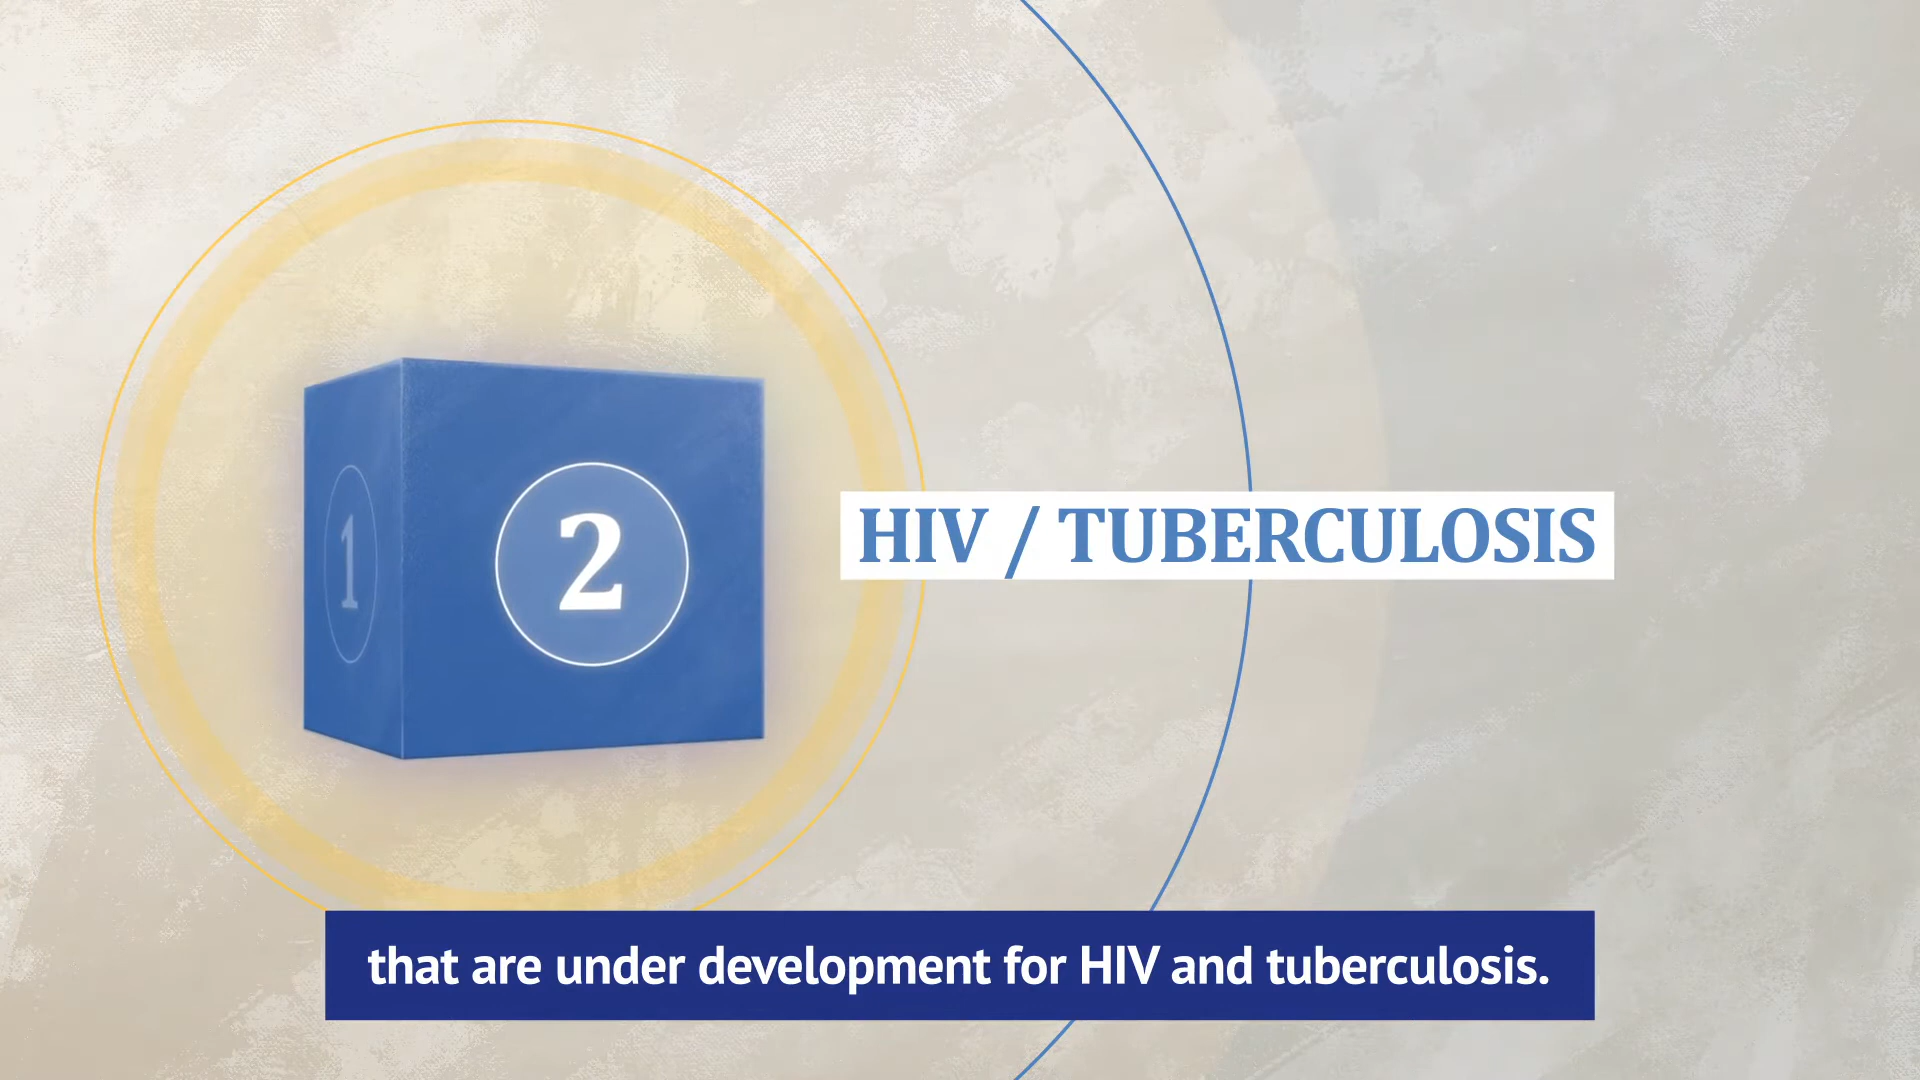 1
2
HIV / TUBERCULOSIS
that are under development for HIV and tuberculosis.